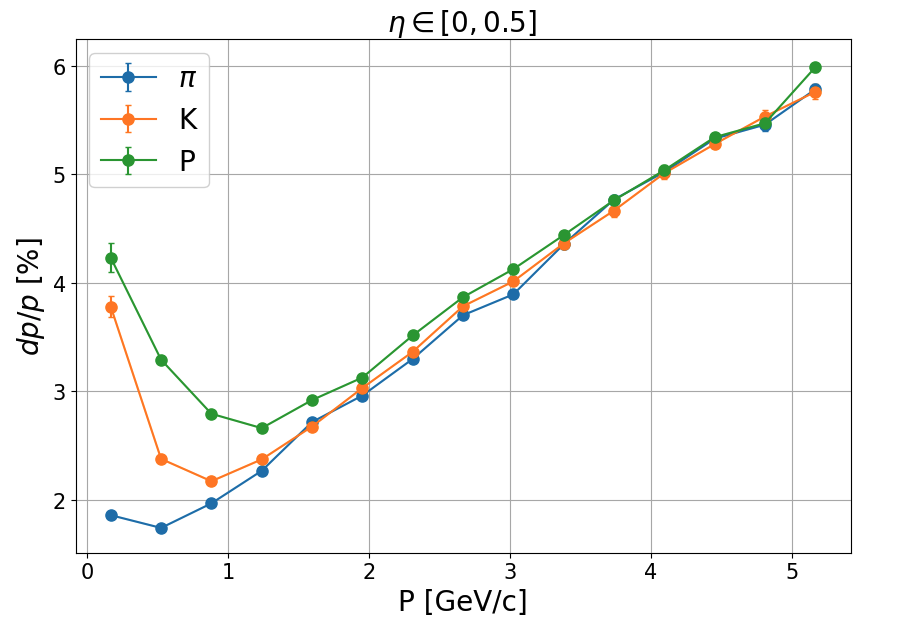 η ∈ [0, 0.5]
π
K
P
6
5
4
3
2
dp/p [%]
0 1 2 3 4 5
P [GeV/c]